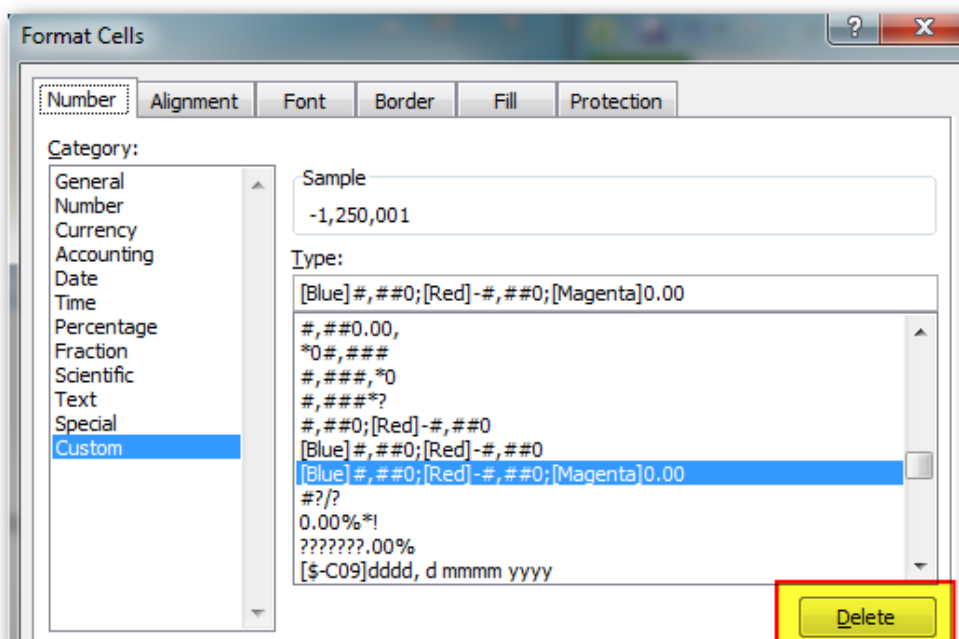 Format Cells
? X
Number Alignment Font Border Fill Protection
Category:
General
Number
Currency
Accounting
Date
Time
Percentage
Fraction
Scientific
Text
Special
Custom
Sample
-1,250,001
Type:
[Blue]#,##0;[Red]-#,##0;[Magenta]0.00
#,##0.00,
*0#,###
#,###,*0
#,###*?
#,##0;[Red]-#,##0
[Blue]#,##0;[Red]-#,##0
[Blue]#,##0;[Red]-#,##0;[Magenta]0.00
#?/?
0.00%*!
???????.00%
[$-C09]dddd, d mmmm yyyy
Delete